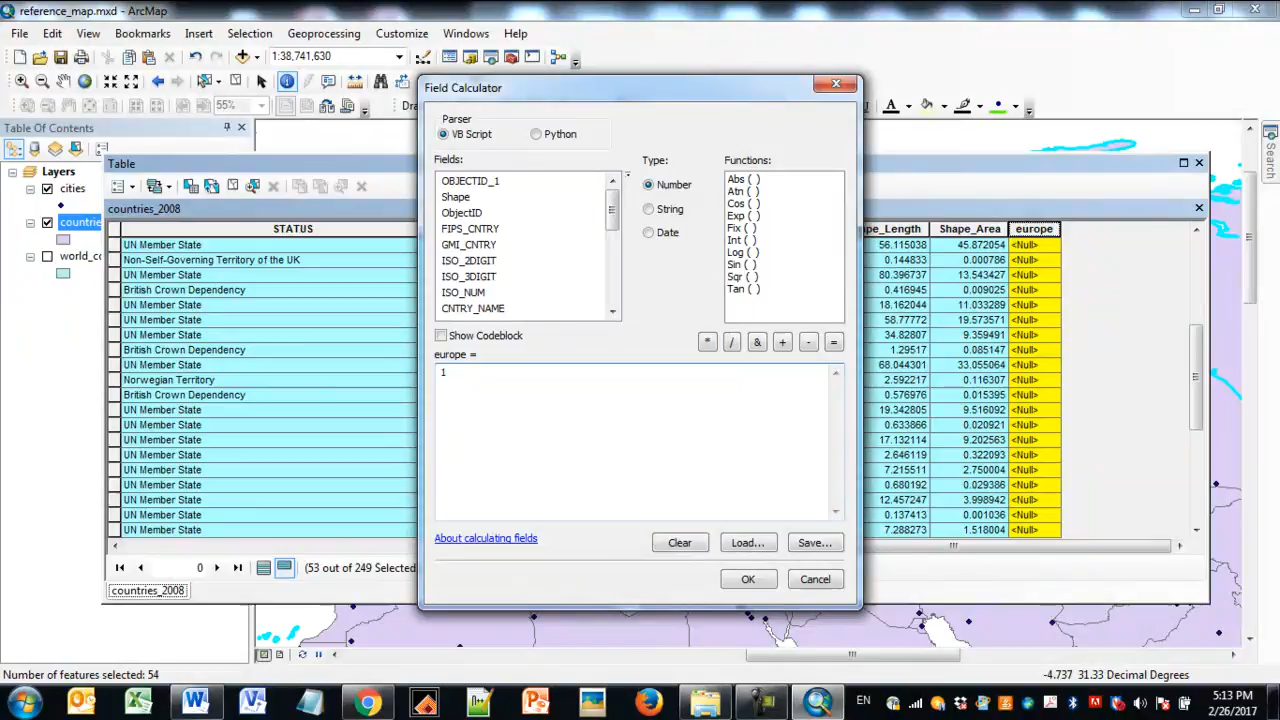 reference_map.mxd - ArcMap
File Edit View Bookmarks Insert Selection Geoprocessing Customize Windows Help
1:38,741,630
55%
Dra
Table Of Contents
Layers
cities
countrie
world_co
Table
countries_2008
STATUS
UN Member State
Non-Self-Governing Territory of the UK
UN Member State
British Crown Dependency
UN Member State
UN Member State
UN Member State
British Crown Dependency
UN Member State
Norwegian Territory
British Crown Dependency
UN Member State
UN Member State
UN Member State
UN Member State
UN Member State
UN Member State
UN Member State
UN Member State
UN Member State
0
(53 out of 249 Selected
countries_2008
Field Calculator
Parser
VB Script Python
Fields: Type: Functions:
OBJECTID_1
Shape
ObjectID
FIPS_CNTRY
GMI_CNTRY
ISO_2DIGIT
ISO_3DIGIT
ISO_NUM
CNTRY_NAME
Number
String
Date
Abs ( )
Atn ( )
Cos ( )
Exp ( )
Fix ( )
Int ( )
Log ( )
Sin ( )
Sqr ( )
Tan ( )
Show Codeblock
* / & + - =
europe =
1
About calculating fields
Clear Load... Save...
OK Cancel
pe_Length Shape_Area europe
56.115038 45.872054 <Null>
0.144833 0.000786 <Null>
80.396737 13.543427 <Null>
0.416945 0.009025 <Null>
18.162044 11.033289 <Null>
58.77772 19.573571 <Null>
34.82807 9.359491 <Null>
1.29517 0.085147 <Null>
68.044301 33.055064 <Null>
2.592217 0.116307 <Null>
0.576976 0.015395 <Null>
19.342805 9.516092 <Null>
0.633866 0.020921 <Null>
17.132114 9.202563 <Null>
2.646119 0.322093 <Null>
7.215511 2.750004 <Null>
0.680192 0.029386 <Null>
12.457247 3.998942 <Null>
0.137413 0.001036 <Null>
7.288273 1.518004 <Null>
Search
Number of features selected: 54
-4.737 31.33 Decimal Degrees
EN
5:13 PM
2/26/2017